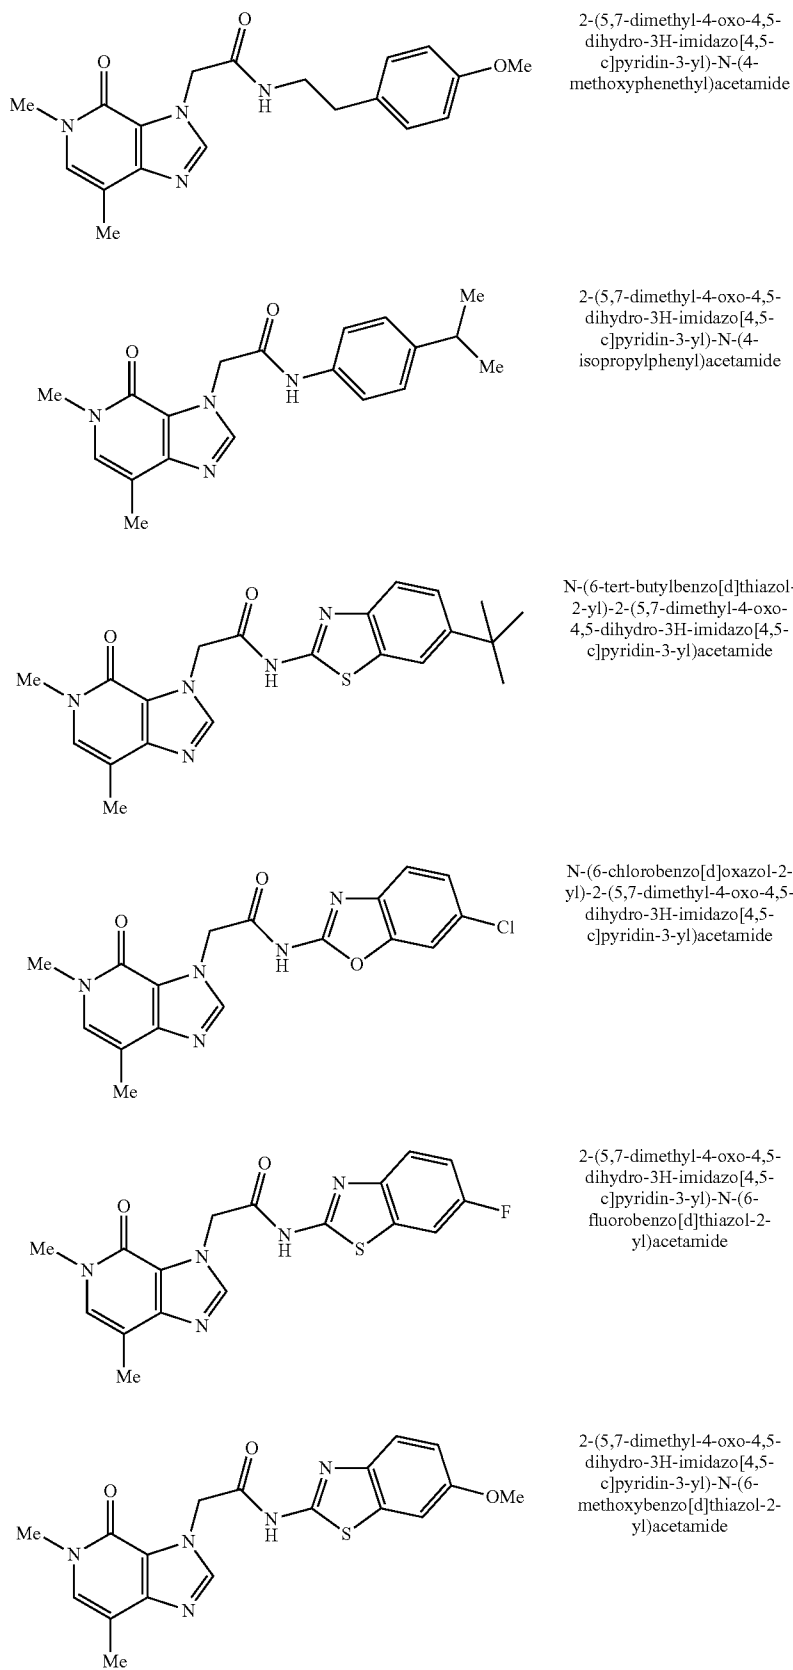 2-(5,7-dimethyl-4-oxo-4,5-
dihydro-3H-imidazo[4,5-
c]pyridin-3-yl)-N-(4-
methoxyphenethyl)acetamide
O
O
Me
N
N
N
H
OMe
N
Me
2-(5,7-dimethyl-4-oxo-4,5-
dihydro-3H-imidazo[4,5-
c]pyridin-3-yl)-N-(4-
isopropylphenyl)acetamide
Me
O
O
Me
Me
N
N
N
H
N
Me
N-(6-tert-butylbenzo[d]thiazol-
2-yl)-2-(5,7-dimethyl-4-oxo-
4,5-dihydro-3H-imidazo[4,5-
c]pyridin-3-yl)acetamide
O
N
O
N
H
S
Me
N
N
N
Me
N-(6-chlorobenzo[d]oxazol-2-
yl)-2-(5,7-dimethyl-4-oxo-4,5-
dihydro-3H-imidazo[4,5-
c]pyridin-3-yl)acetamide
O
N
O
Cl
N
H
O
Me
N
N
N
Me
2-(5,7-dimethyl-4-oxo-4,5-
dihydro-3H-imidazo[4,5-
c]pyridin-3-yl)-N-(6-
fluorobenzo[d]thiazol-2-
yl)acetamide
O
N
O
F
N
H
S
Me
N
N
N
Me
2-(5,7-dimethyl-4-oxo-4,5-
dihydro-3H-imidazo[4,5-
c]pyridin-3-yl)-N-(6-
methoxybenzo[d]thiazol-2-
yl)acetamide
O
N
O
OMe
N
H
S
Me
N
N
N
Me